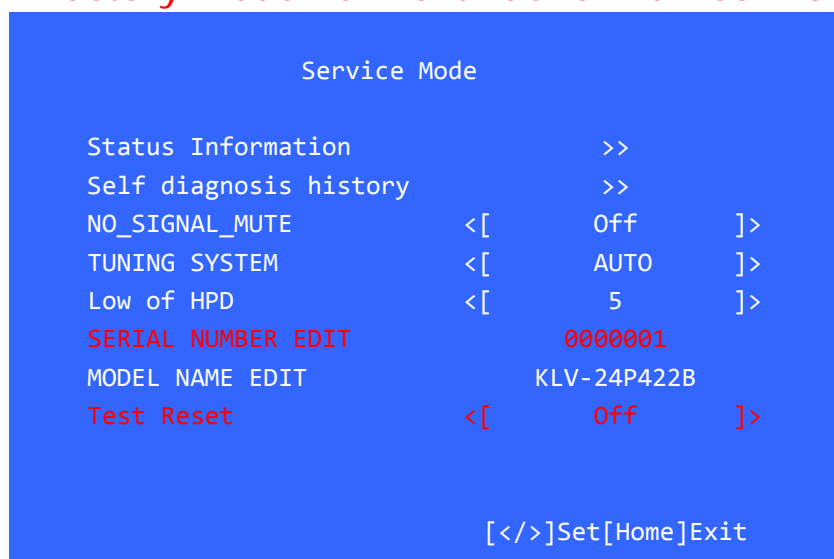 Service Mode
Status Information >>
Self diagnosis history >>
NO_SIGNAL_MUTE <[ Off ]>
TUNING SYSTEM <[ AUTO ]>
Low of HPD <[ 5 ]>
SERIAL NUMBER EDIT 0000001
MODEL NAME EDIT KLV-24P422B
Test Reset <[ Off ]>
[</>]Set[Home]Exit